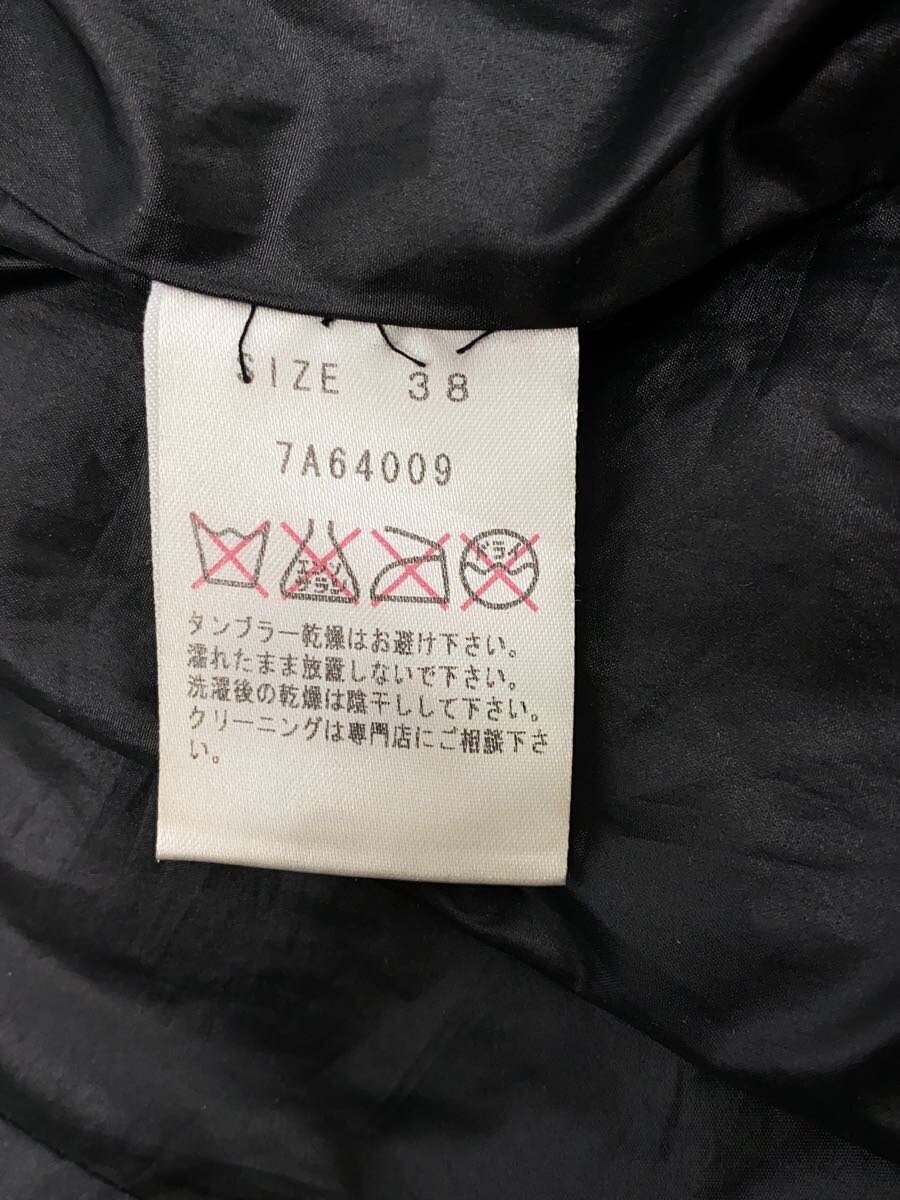 SIZE 38
7A64009
エンソ
サラシ
ドライ
タンブラー乾燥はお避け下さい。
濡れたまま放置しないで下さい。
洗濯後の乾燥は陰干しして下さい。
クリーニングは専門店にご相談下さ
い。